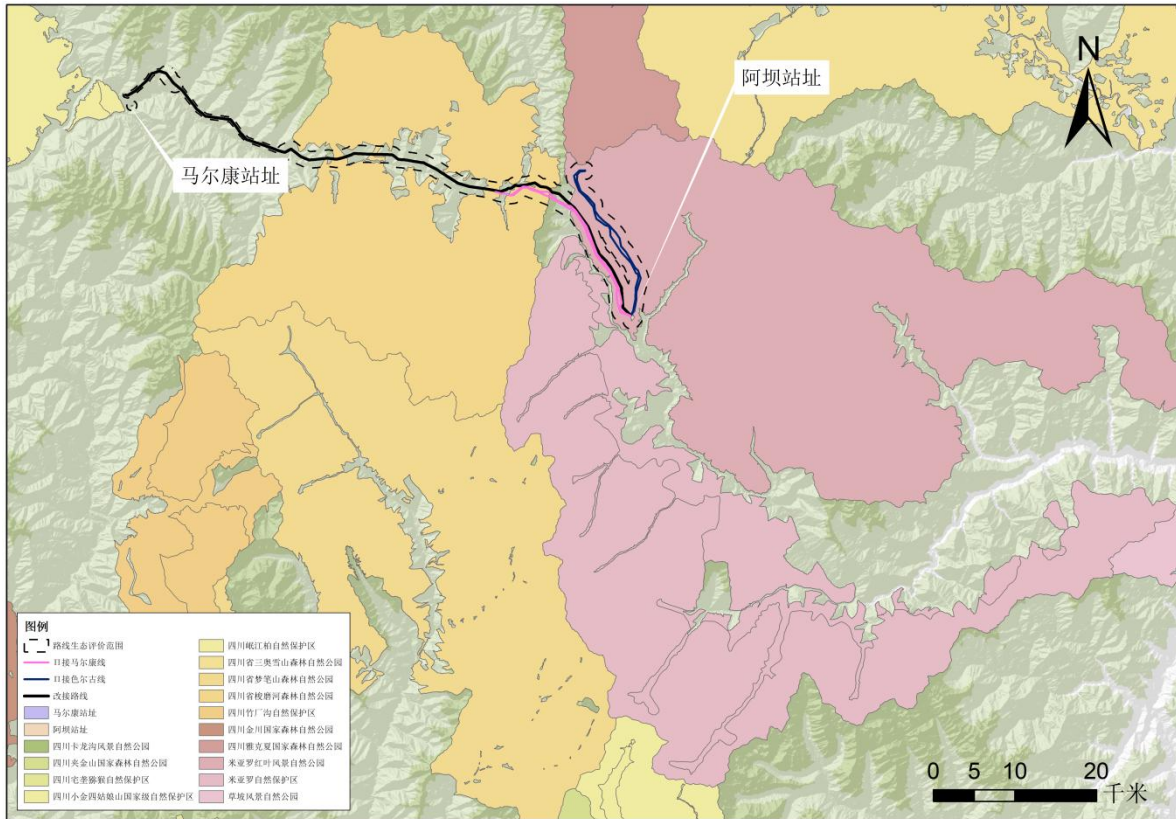 N
阿坝站址
马尔康站址
图例
路线生态评价范围
π接马尔康线
π接色尔古线
改接路线
马尔康站址
阿坝站址
四川卡龙沟风景自然公园
四川夹金山国家森林自然公园
四川宅垄猕猴自然保护区
四川小金四姑娘山国家级自然保护区
四川岷江柏自然保护区
四川省三奥雪山森林自然公园
四川省梦笔山森林自然公园
四川省梭磨河森林自然公园
四川竹厂沟自然保护区
四川金川国家森林自然公园
四川雅克夏国家森林自然公园
米亚罗红叶风景自然公园
米亚罗自然保护区
草坡风景自然公园
0 5 10 20
千米